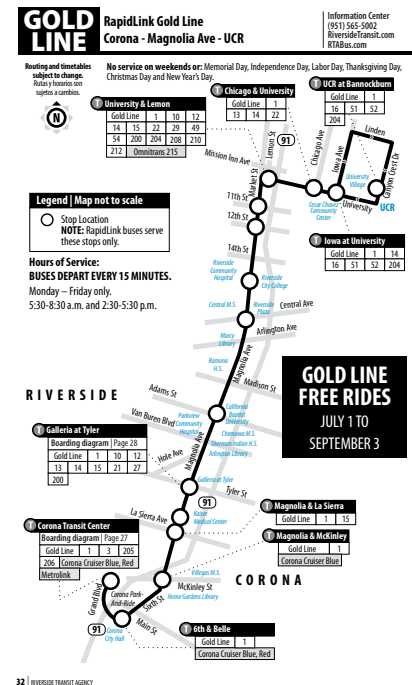 GOLD
LINE
RapidLink Gold Line
Corona - Magnolia Ave - UCR
Information Center
(951) 565-5002
RiversideTransit.com
RTABus.com
Routing and timetables
subject to change.
Rutas y horarios son
sujetos a cambios.
N
No service on weekends or: Memorial Day, Independence Day, Labor Day, Thanksgiving Day,
Christmas Day and New Year's Day.
T University & Lemon
Gold Line 1 10 12
14 15 22 29 49
54 200 204 208 210
212 Omnitrans 215
T Chicago & University
Gold Line 1
13 14 22
T UCR at Bannockburn
Gold Line 1
16 51 52
204
Linden
Mission Inn Ave
Lemon St
91
Chicago Ave
Iowa Ave
Canyon Crest Dr
University
Village
University
UCR
Cesar Chavez
Community
Center
Market St
11th St
12th St
14th St
T Iowa at University
Gold Line 1 14
16 51 52 204
Legend | Map not to scale
Stop Location
NOTE: RapidLink buses serve
these stops only.
Hours of Service:
BUSES DEPART EVERY 15 MINUTES.
Monday – Friday only.
5:30-8:30 a.m. and 2:30-5:30 p.m.
Riverside
Community
Hospital
Riverside
City College
Central M.S.
Riverside
Plaza
Central Ave
Arlington Ave
Marcy
Library
Magnolia Ave
Ramona
H.S.
Madison St
GOLD LINE
FREE RIDES
JULY 1 TO
SEPTEMBER 3
RIVERSIDE
Adams St
Van Buren Blvd
Parkview
Community
Hospital
California
Baptist
University
Chemawa M.S.
Sherman Indian H.S.
Arlington Library
Magnolia Ave
Hole Ave
T Galleria at Tyler
Boarding diagram | Page 28
Gold Line 1 10 12
13 14 15 21 27
200
Galleria at Tyler
Tyler St
91
La Sierra Ave
Kaiser
Medical Center
T Magnolia & La Sierra
Gold Line 1 15
T Corona Transit Center
Boarding diagram | Page 27
Gold Line 1 3 205
206 Corona Cruiser Blue, Red
Metrolink
T Magnolia & McKinley
Gold Line 1
Corona Cruiser Blue
Villegas M.S.
McKinley St
Home Gardens Library
CORONA
Grand Blvd
Corona Park-
And-Ride
Sixth St
Main St
91
Corona
City Hall
T 6th & Belle
Gold Line 1
Corona Cruiser Blue, Red
32 | RIVERSIDE TRANSIT AGENCY